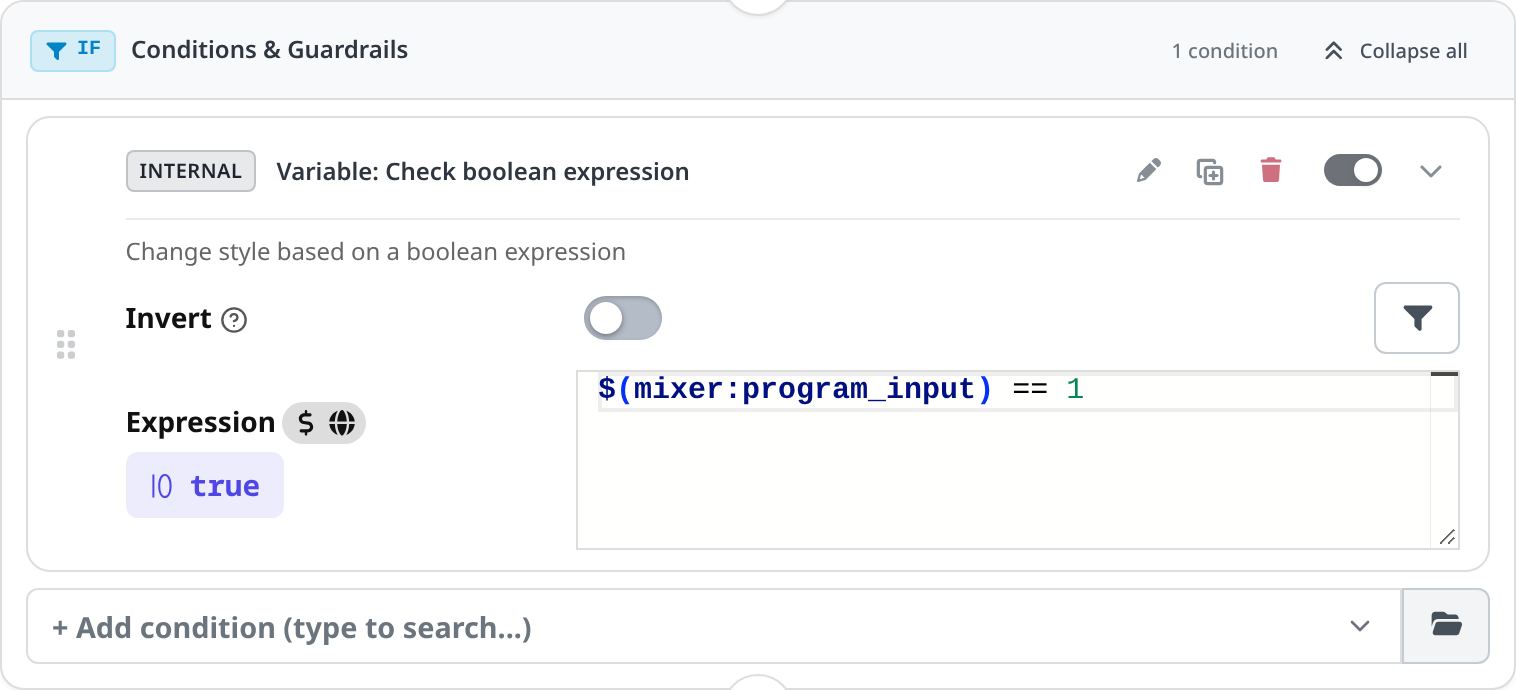 IF Conditions & Guardrails 1 condition Collapse all
INTERNAL Variable: Check boolean expression
Change style based on a boolean expression
Invert ?
$(mixer:program_input) == 1
Expression $
true
+ Add condition (type to search...)